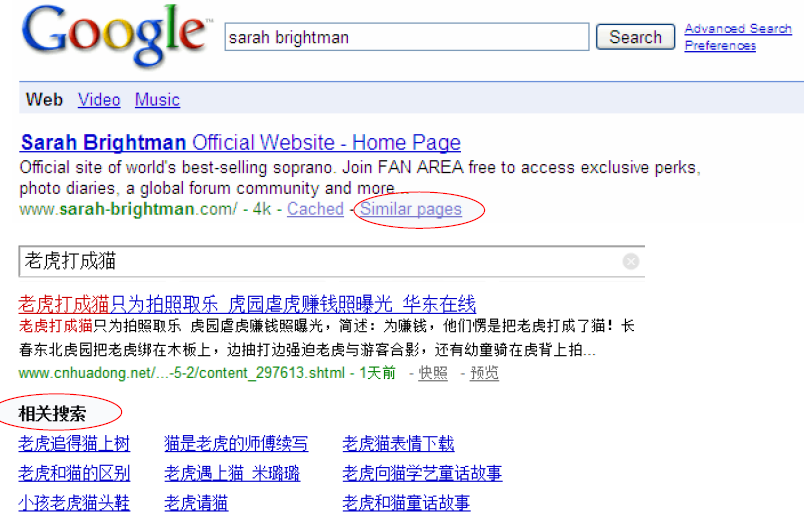 Google™ sarah brightman Search Advanced Search
Preferences
Web Video Music
Sarah Brightman Official Website - Home Page
Official site of world's best-selling soprano. Join FAN AREA free to access exclusive perks,
photo diaries, a global forum community and more ..
www.sarah-brightman.com/ - 4k - Cached - Similar pages
老虎打成猫
老虎打成猫只为拍照取乐 虎园虐虎赚钱照曝光 华东在线
老虎打成猫只为拍照取乐 虎园虐虎赚钱照曝光，简述：为赚钱，他们愣是把老虎打成了猫！长
春东北虎园把老虎绑在木板上，边抽打边强迫老虎与游客合影，还有幼童骑在虎背上拍...
www.cnhuadong.net/...-5-2/content_297613.shtml - 1天前 - 快照 - 预览
相关搜索
老虎追得猫上树 猫是老虎的师傅续写 老虎猫表情下载
老虎和猫的区别 老虎遇上猫 米璐璐 老虎向猫学艺童话故事
小孩老虎猫头鞋 老虎请猫 老虎和猫童话故事